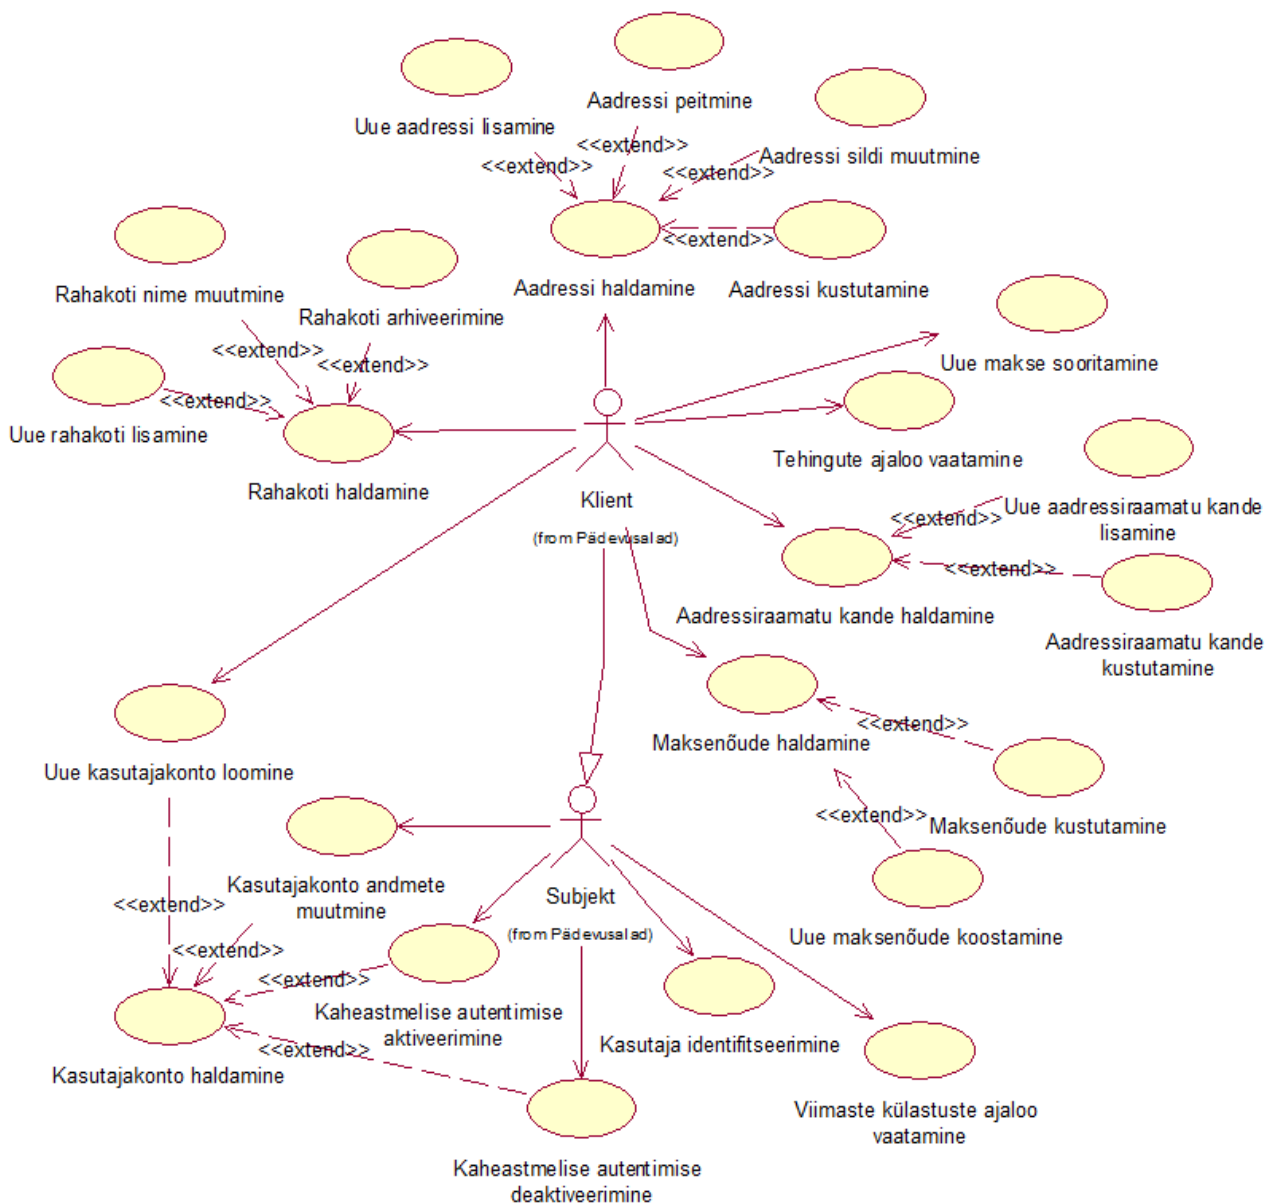 Aadressi peitmine
Uue aadressi lisamine
<<extend>>
Aadressi sildi muutmine
<<extend>>
<<extend>>
<<extend>>
Aadressi haldamine
Aadressi kustutamine
Rahakoti nime muutmine
Rahakoti arhiveerimine
<<extend>>
<<extend>>
<<extend>>
Uue rahakoti lisamine
Rahakoti haldamine
Uue makse sooritamine
Tehingute ajaloo vaatamine
Klient
(from Pädevusalad)
<<extend>>
Uue aadressiraamatu kande
lisamine
<<extend>>
Aadressiraamatu kande haldamine
Aadressiraamatu kande
kustutamine
<<extend>>
Maksenõude haldamine
Uue kasutajakonto loomine
<<extend>>
Maksenõude kustutamine
Kasutajakonto andmete
muutmine
Subjekt
(from Pädevusalad)
<<extend>>
Uue maksenõude koostamine
<<extend>>
<<extend>>
Kaheastmelise autentimise
aktiveerimine
Kasutaja identifitseerimine
<<extend>>
Kasutajakonto haldamine
Viimaste külastuste ajaloo
vaatamine
Kaheastmelise autentimise
deaktiveerimine